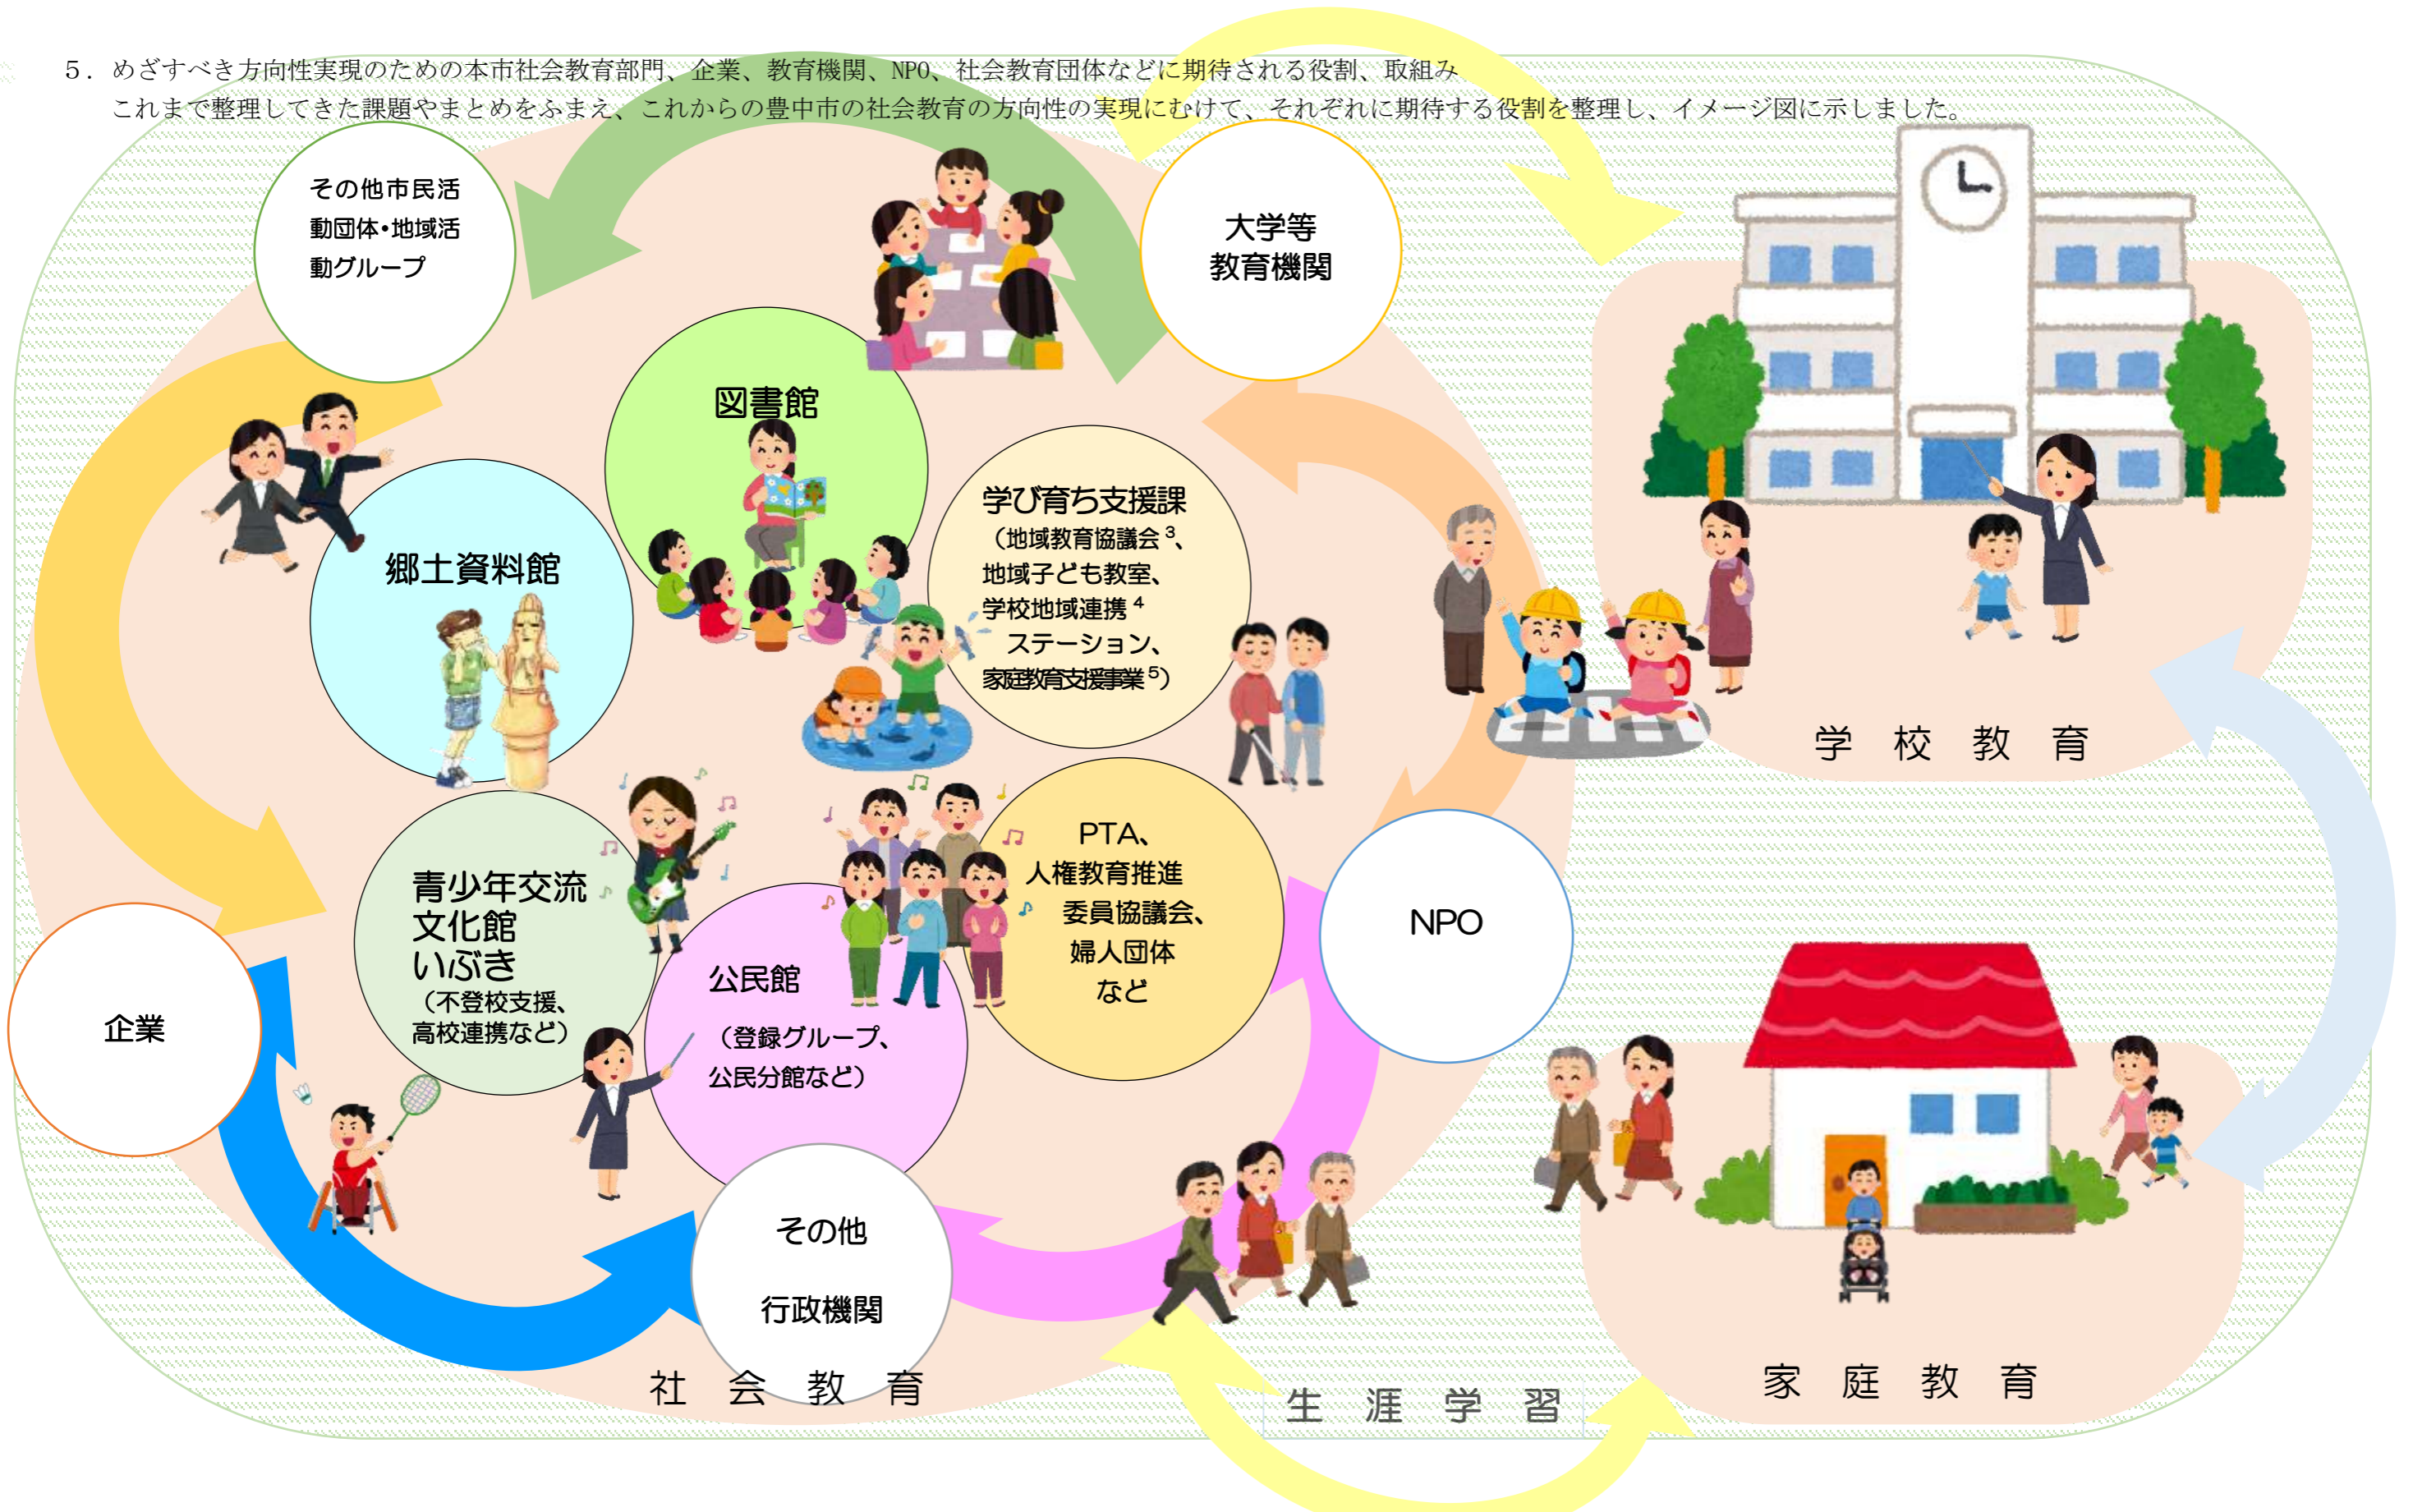 ５．めざすべき方向性実現のための本市社会教育部門、企業、教育機関、NPO、社会教育団体などに期待される役割、取組み
これまで整理してきた課題やまとめをふまえ、これからの豊中市の社会教育の方向性の実現にむけて、それぞれに期待する役割を整理し、イメージ図に示しました。
その他市民活
動団体・地域活
動グループ
大学等
教育機関
図書館
学び育ち支援課
（地域教育協議会3、
地域子ども教室、
学校地域連携4
ステーション、
家庭教育支援事業5）
郷土資料館
学校教育
青少年交流
文化館
いぶき
（不登校支援、
高校連携など）
PTA、
人権教育推進
委員協議会、
婦人団体
など
NPO
公民館
（登録グループ、
公民分館など）
企業
その他
行政機関
社会教育
生涯学習
家庭教育